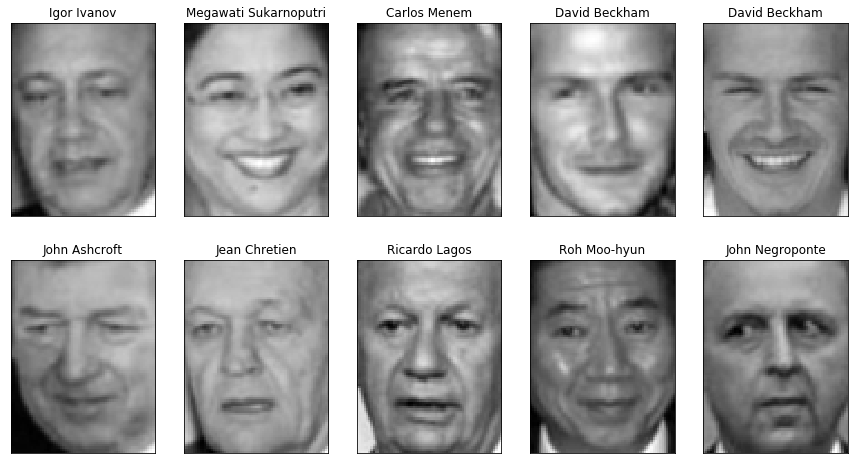 Igor Ivanov
Megawati Sukarnoputri
Carlos Menem
David Beckham
David Beckham
John Ashcroft
Jean Chretien
Ricardo Lagos
Roh Moo-hyun
John Negroponte